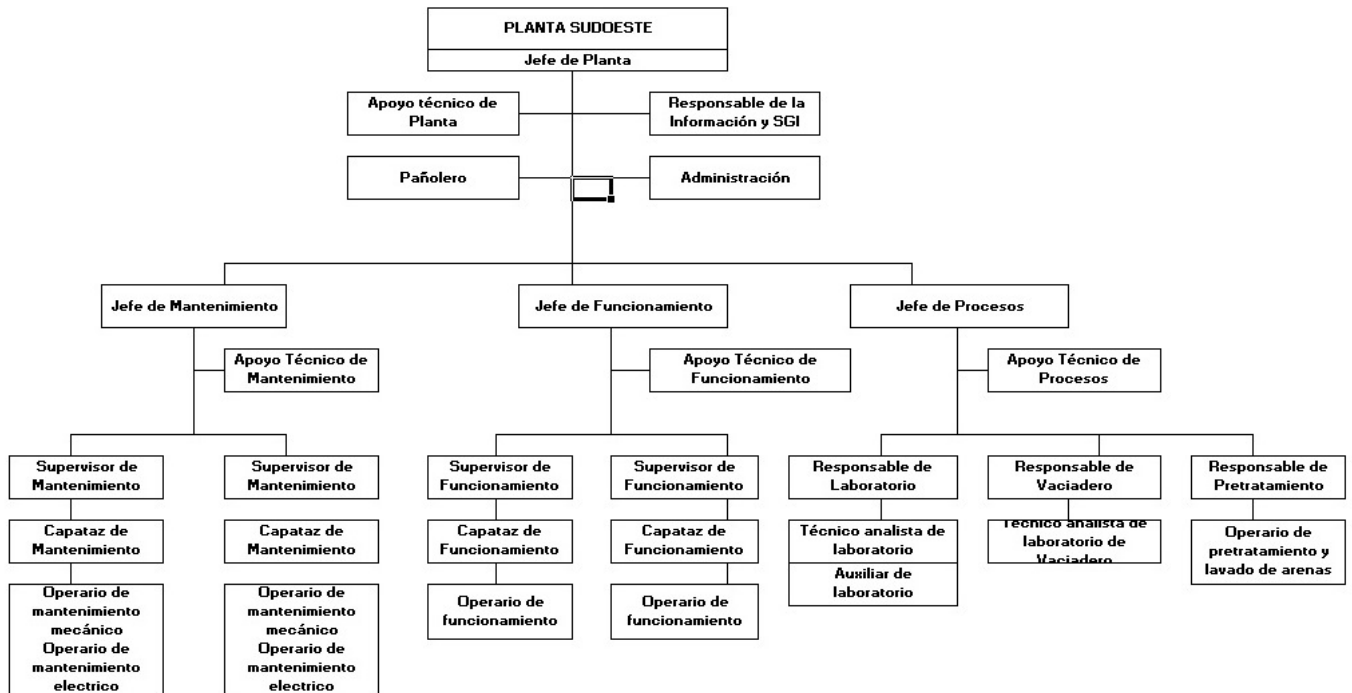 PLANTA SUDOESTE
Jefe de Planta
Apoyo técnico de
Planta
Responsable de la
Información y SGI
Pañolero
Administración
Jefe de Mantenimiento
Jefe de Funcionamiento
Jefe de Procesos
Apoyo Técnico de
Mantenimiento
Apoyo Técnico de
Funcionamiento
Apoyo Técnico de
Procesos
Supervisor de
Mantenimiento
Supervisor de
Mantenimiento
Supervisor de
Funcionamiento
Supervisor de
Funcionamiento
Responsable de
Laboratorio
Responsable de
Vaciadero
Responsable de
Pretratamiento
Capataz de
Mantenimiento
Capataz de
Mantenimiento
Capataz de
Funcionamiento
Capataz de
Funcionamiento
Técnico analista de
laboratorio
Técnico analista de
laboratorio de
Vaciadero
Operario de
pretratamiento y
lavado de arenas
Auxiliar de
laboratorio
Operario de
mantenimiento
mecánico
Operario de
mantenimiento
electrico
Operario de
mantenimiento
mecánico
Operario de
mantenimiento
electrico
Operario de
funcionamiento
Operario de
funcionamiento